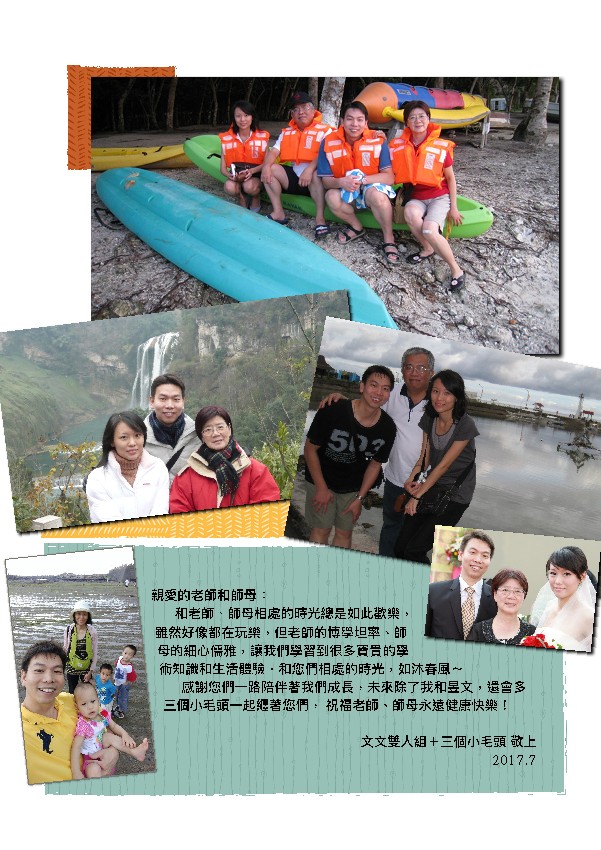 親愛的老師和師母：
和老師、師母相處的時光總是如此歡樂，
雖然好像都在玩樂，但老師的博學坦率、師
母的細心儒雅，讓我們學習到很多寶貴的學
術知識和生活體驗．和您們相處的時光，如沐春風～
感謝您們一路陪伴著我們成長，未來除了我和昱文，還會多
三個小毛頭一起纏著您們， 祝福老師、師母永遠健康快樂！
文文雙人組＋三個小毛頭 敬上
2017.7